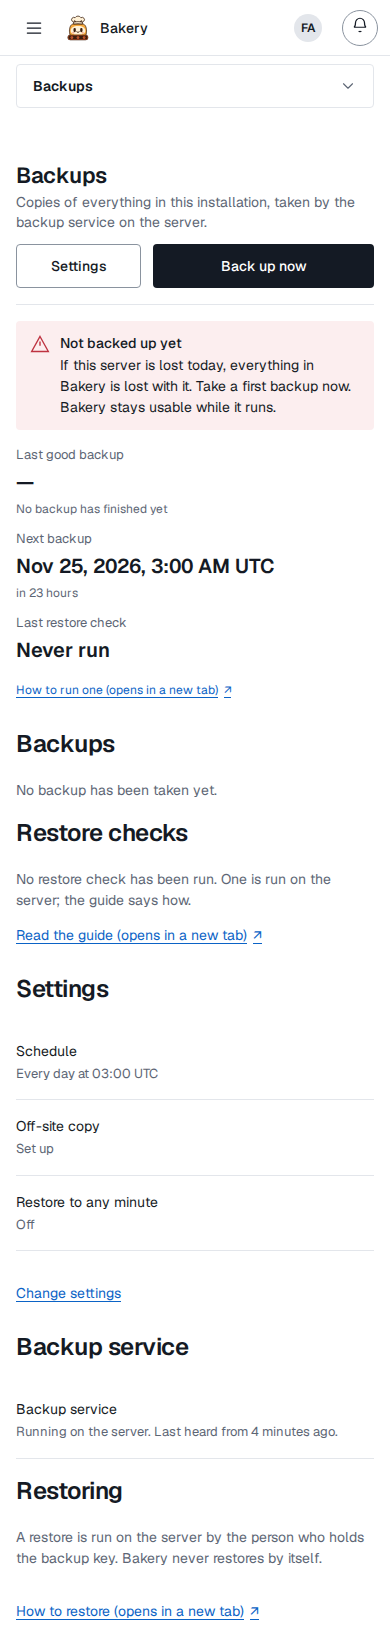 Bakery
FA
Backups
Backups
Copies of everything in this installation, taken by the
backup service on the server.
Settings
Back up now
Not backed up yet
If this server is lost today, everything in
Bakery is lost with it. Take a first backup now.
Bakery stays usable while it runs.
Last good backup
—
No backup has finished yet
Next backup
Nov 25, 2026, 3:00 AM UTC
in 23 hours
Last restore check
Never run
How to run one (opens in a new tab) ↗
Backups
No backup has been taken yet.
Restore checks
No restore check has been run. One is run on the
server; the guide says how.
Read the guide (opens in a new tab) ↗
Settings
Schedule
Every day at 03:00 UTC
Off-site copy
Set up
Restore to any minute
Off
Change settings
Backup service
Backup service
Running on the server. Last heard from 4 minutes ago.
Restoring
A restore is run on the server by the person who holds
the backup key. Bakery never restores by itself.
How to restore (opens in a new tab) ↗